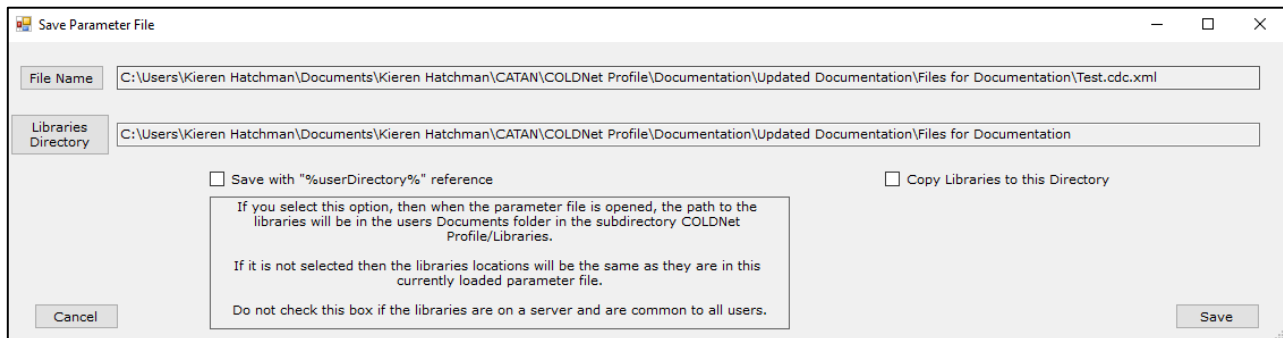 Save Parameter File
File Name
C:\Users\Kieren Hatchman\Documents\Kieren Hatchman\CATAN\COLDNet Profile\Documentation\Updated Documentation\Files for Documentation\Test.cdc.xml
Libraries
Directory
C:\Users\Kieren Hatchman\Documents\Kieren Hatchman\CATAN\COLDNet Profile\Documentation\Updated Documentation\Files for Documentation
Save with "%userDirectory%" reference
Copy Libraries to this Directory
If you select this option, then when the parameter file is opened, the path to the
libraries will be in the users Documents folder in the subdirectory COLDNet
Profile/Libraries.
If it is not selected then the libraries locations will be the same as they are in this
currently loaded parameter file.
Do not check this box if the libraries are on a server and are common to all users.
Cancel
Save